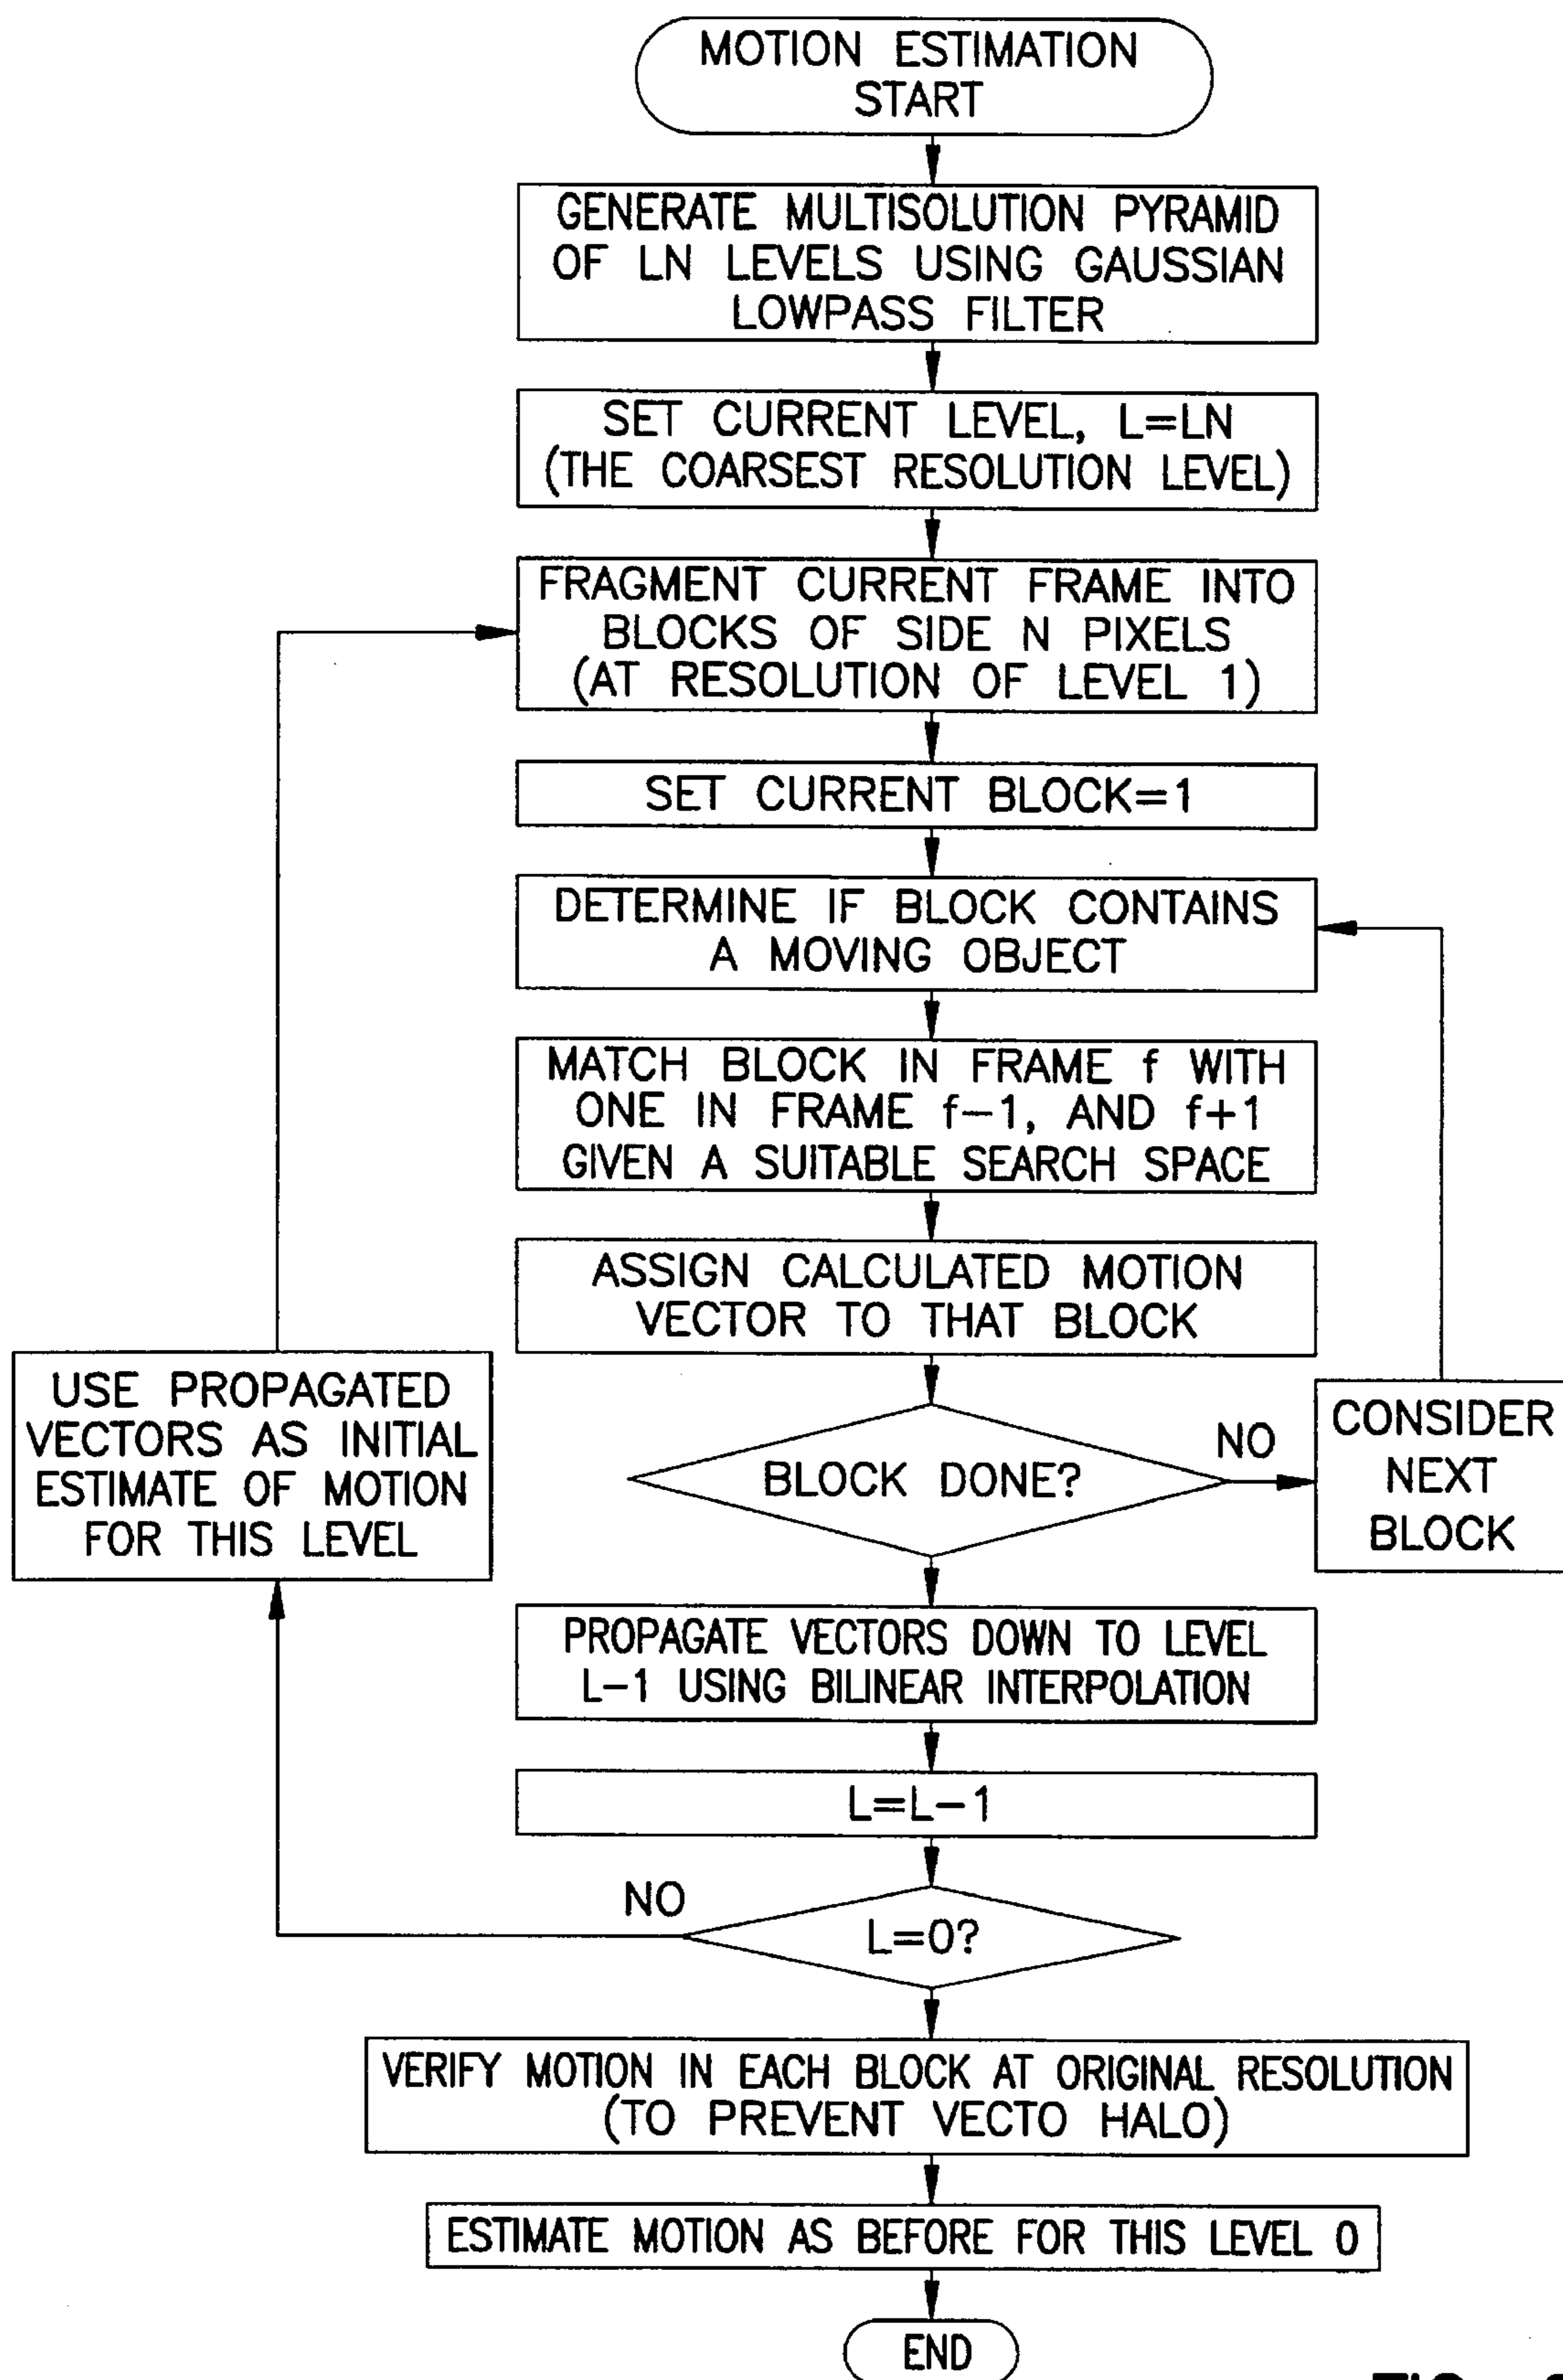 MOTION ESTIMATION
START
GENERATE MULTISOLUTION PYRAMID
OF LN LEVELS USING GAUSSIAN
LOWPASS FILTER
SET CURRENT LEVEL, L=LN
(THE COARSEST RESOLUTION LEVEL)
FRAGMENT CURRENT FRAME INTO
BLOCKS OF SIDE N PIXELS
(AT RESOLUTION OF LEVEL 1)
SET CURRENT BLOCK=1
DETERMINE IF BLOCK CONTAINS
A MOVING OBJECT
MATCH BLOCK IN FRAME f WITH
ONE IN FRAME f-1, AND f+1
GIVEN A SUITABLE SEARCH SPACE
ASSIGN CALCULATED MOTION
VECTOR TO THAT BLOCK
USE PROPAGATED
VECTORS AS INITIAL
ESTIMATE OF MOTION
FOR THIS LEVEL
BLOCK DONE?
NO
CONSIDER
NEXT
BLOCK
PROPAGATE VECTORS DOWN TO LEVEL
L-1 USING BILINEAR INTERPOLATION
L=L-1
NO
L=0?
VERIFY MOTION IN EACH BLOCK AT ORIGINAL RESOLUTION
(TO PREVENT VECTO HALO)
ESTIMATE MOTION AS BEFORE FOR THIS LEVEL 0
END